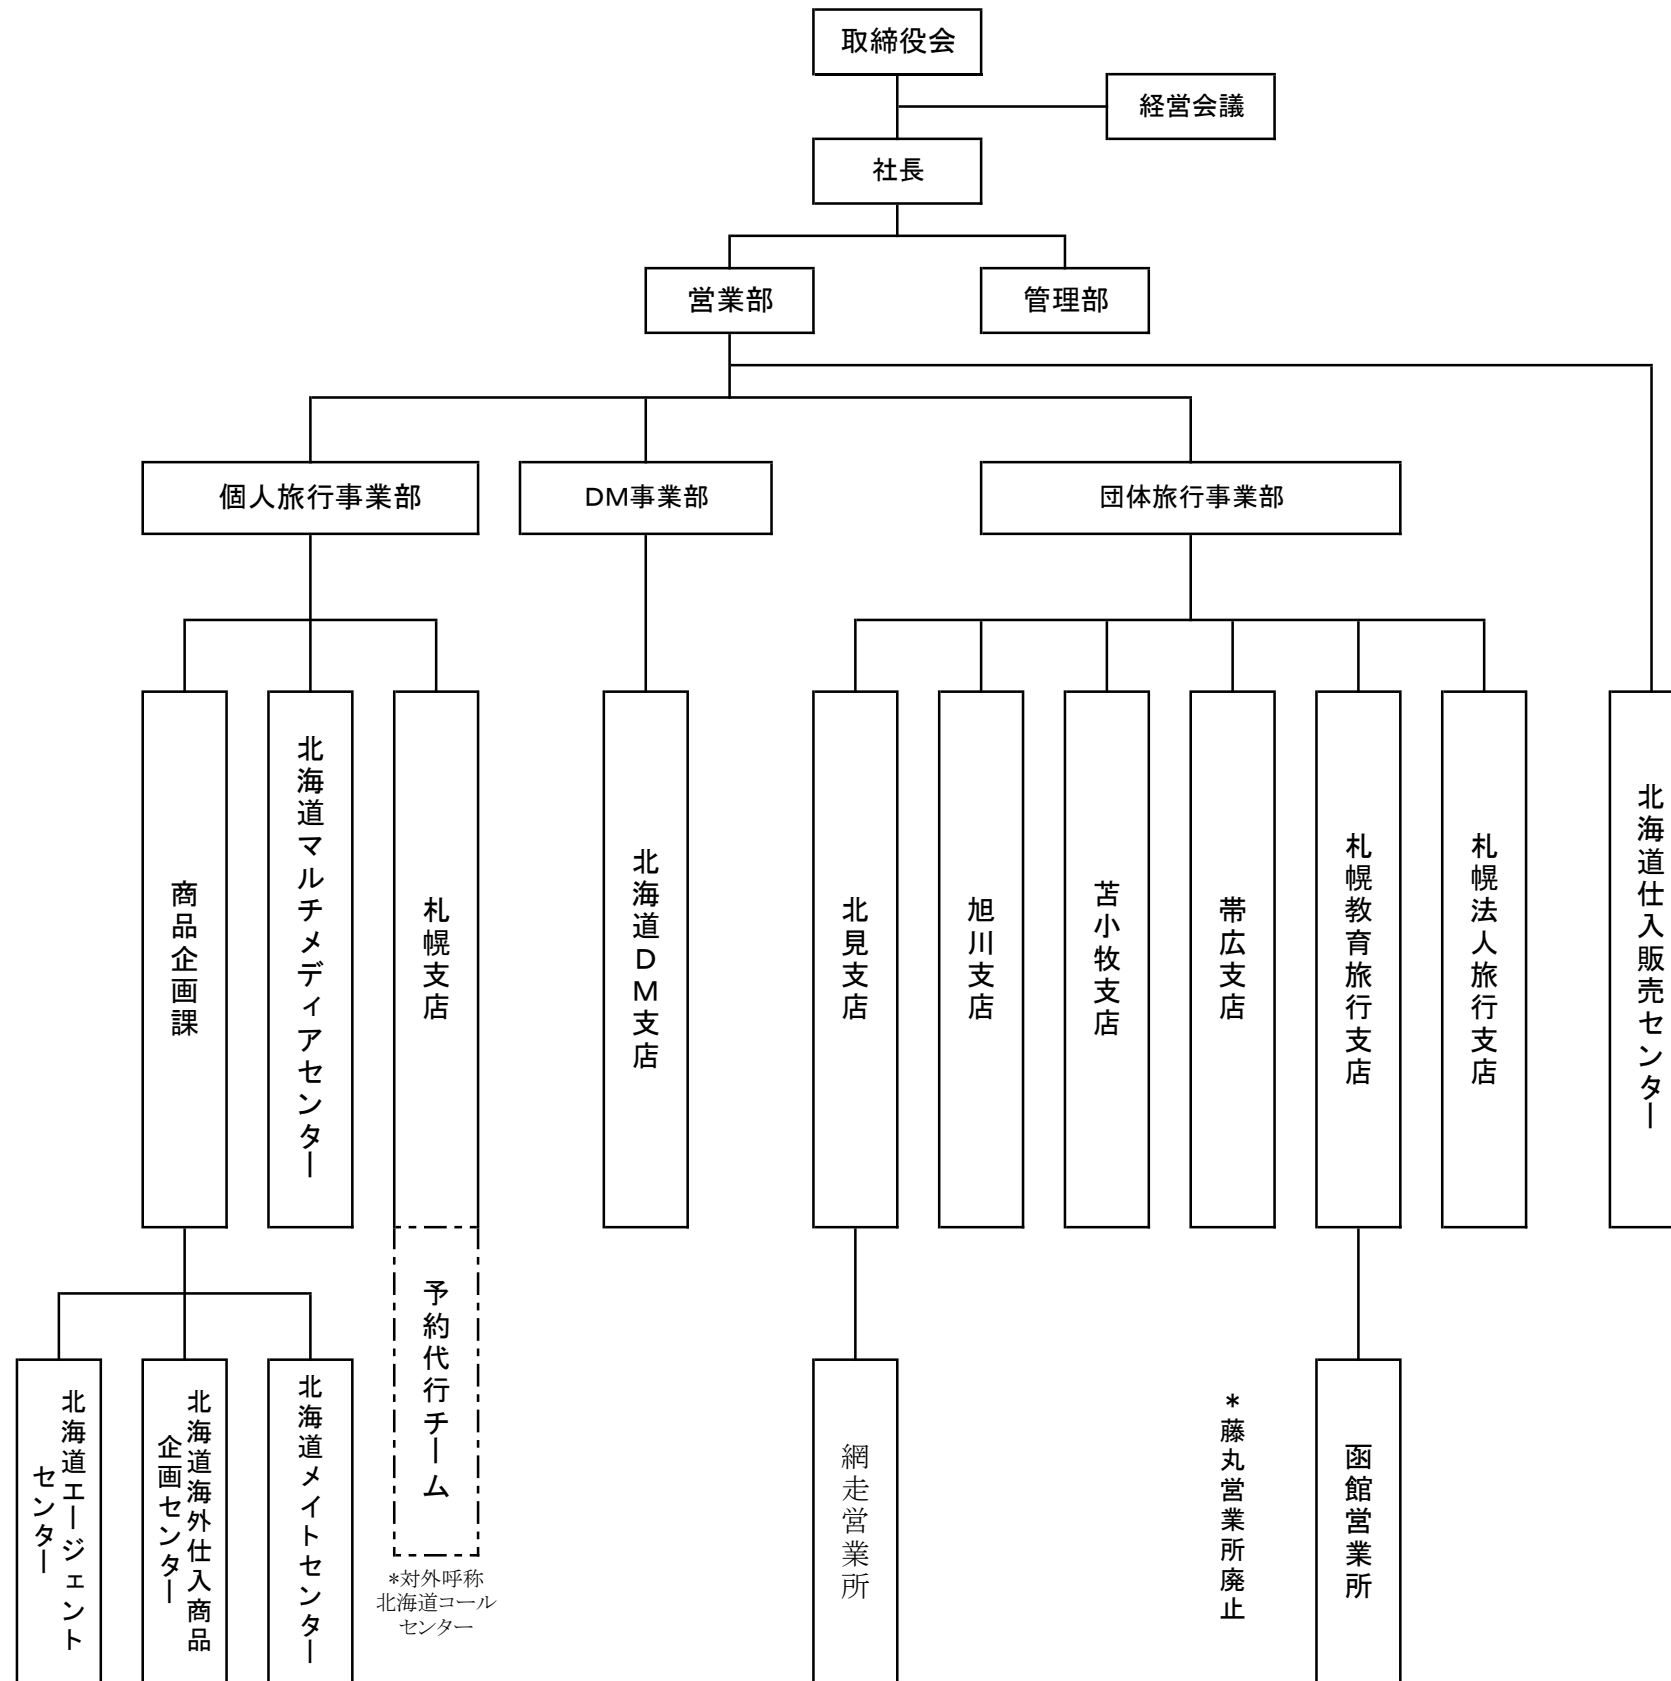 取締役会
経営会議
社長
営業部
管理部
個人旅行事業部
DM事業部
団体旅行事業部
商品企画課
北海道マルチメディアセンター
札幌支店
北海道DM支店
北見支店
旭川支店
苫小牧支店
帯広支店
札幌教育旅行支店
札幌法人旅行支店
北海道仕入販売センター
予約代行チーム
*対外呼称
北海道コール
センター
北海道エージェント
センター
北海道海外仕入商品
企画センター
北海道メイトセンター
網走営業所
*藤丸営業所廃止
函館営業所